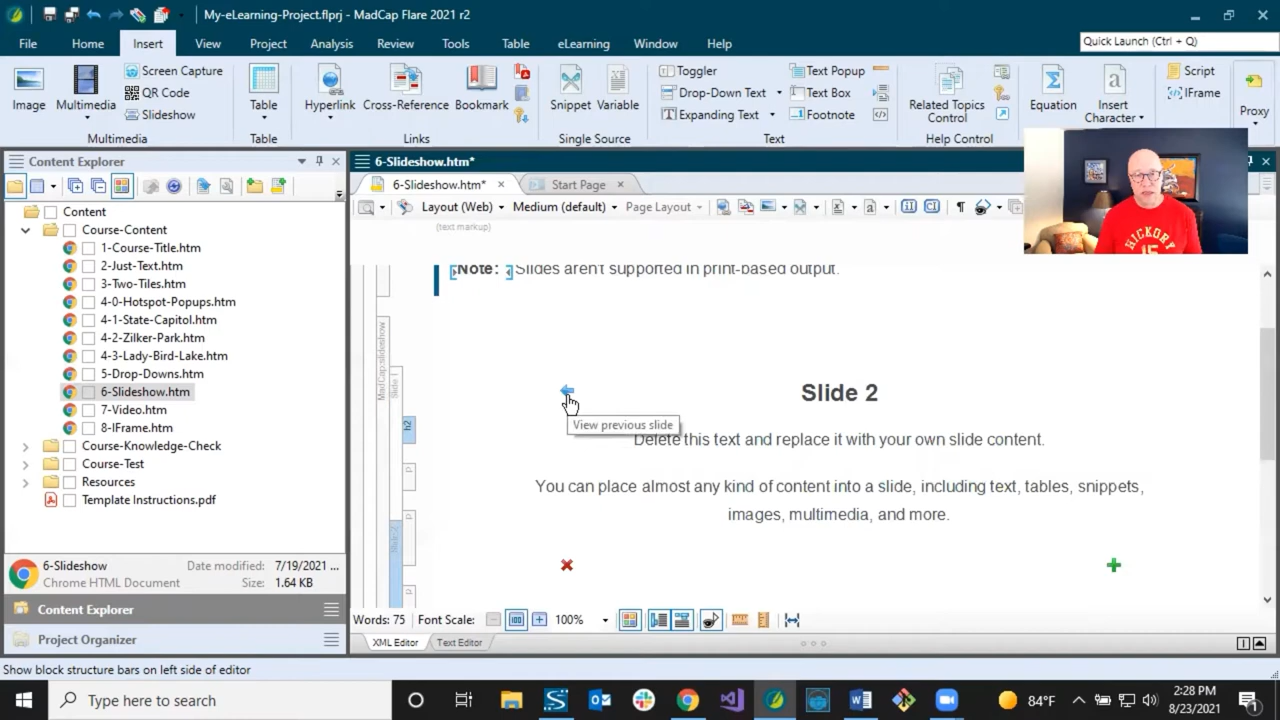 My-eLearning-Project.flprj - MadCap Flare 2021 r2
File Home Insert View Project Analysis Review Tools Table eLearning Window Help
Quick Launch (Ctrl + Q)
Image
Multimedia
Screen Capture
QR Code
Slideshow
Multimedia
Table
Table
Hyperlink
Cross-Reference
Bookmark
Links
Snippet
Variable
Single Source
Toggler
Drop-Down Text
Expanding Text
Text Popup
Text Box
Footnote
Text
Related Topics
Control
Help Control
Equation
Insert
Character
Script
IFrame
Proxy
Content Explorer
Content
Course-Content
1-Course-Title.htm
2-Just-Text.htm
3-Two-Tiles.htm
4-0-Hotspot-Popups.htm
4-1-State-Capitol.htm
4-2-Zilker-Park.htm
4-3-Lady-Bird-Lake.htm
5-Drop-Downs.htm
6-Slideshow.htm
7-Video.htm
8-IFrame.htm
Course-Knowledge-Check
Course-Test
Resources
Template Instructions.pdf
6-Slideshow
Date modified: 7/19/2021 ...
Chrome HTML Document
Size: 1.64 KB
Content Explorer
Project Organizer
6-Slideshow.htm*
6-Slideshow.htm*
Start Page
Layout (Web)
Medium (default)
Page Layout
(text markup)
Note: Slides aren't supported in print-based output.
MadCap:slideshow
Slide 1
h2
p
p
Slide 2
Slide 2
View previous slide
Delete this text and replace it with your own slide content.
You can place almost any kind of content into a slide, including text, tables, snippets,
images, multimedia, and more.
HICKORY
Words: 75 Font Scale:
100%
XML Editor
Text Editor
Show block structure bars on left side of editor
Type here to search
84°F
2:28 PM
8/23/2021
1